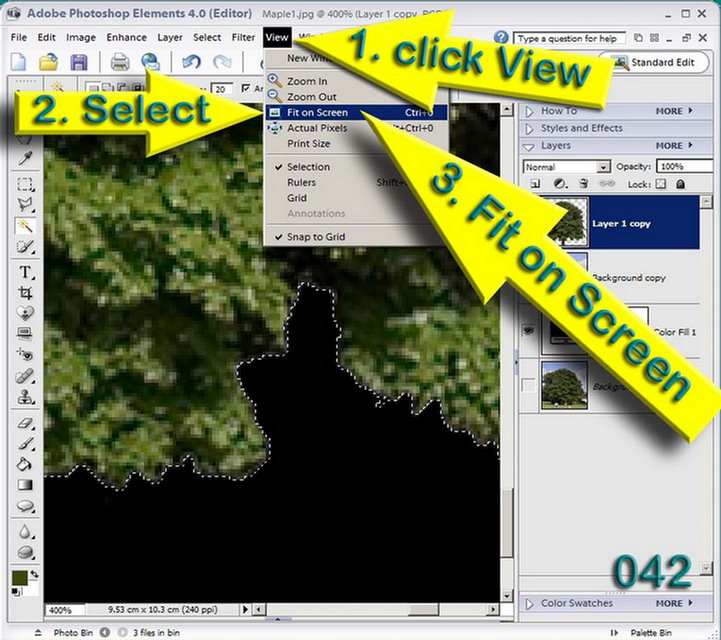 Adobe Photoshop Elements 4.0 (Editor) Maple1.jpg @ 400% (Layer 1 copy,
File Edit Image Enhance Layer Select Filter View Type a question for help
1. click View
Standard Edit
New
20
Zoom In
Zoom Out
2. Select
Fit on Screen Ctrl+0
Actual Pixels Ctrl+0
Print Size
Selection
Rulers Shift+
Grid
Annotations
Snap to Grid
3. Fit on Screen
How To MORE
Styles and Effects
Layers MORE
Normal Opacity: 100%
Lock:
Layer 1 copy
Background copy
Color Fill 1
042
400% 9.53 cm x 10.3 cm (240 ppi)
Color Swatches MORE
Photo Bin 3 files in bin Palette Bin